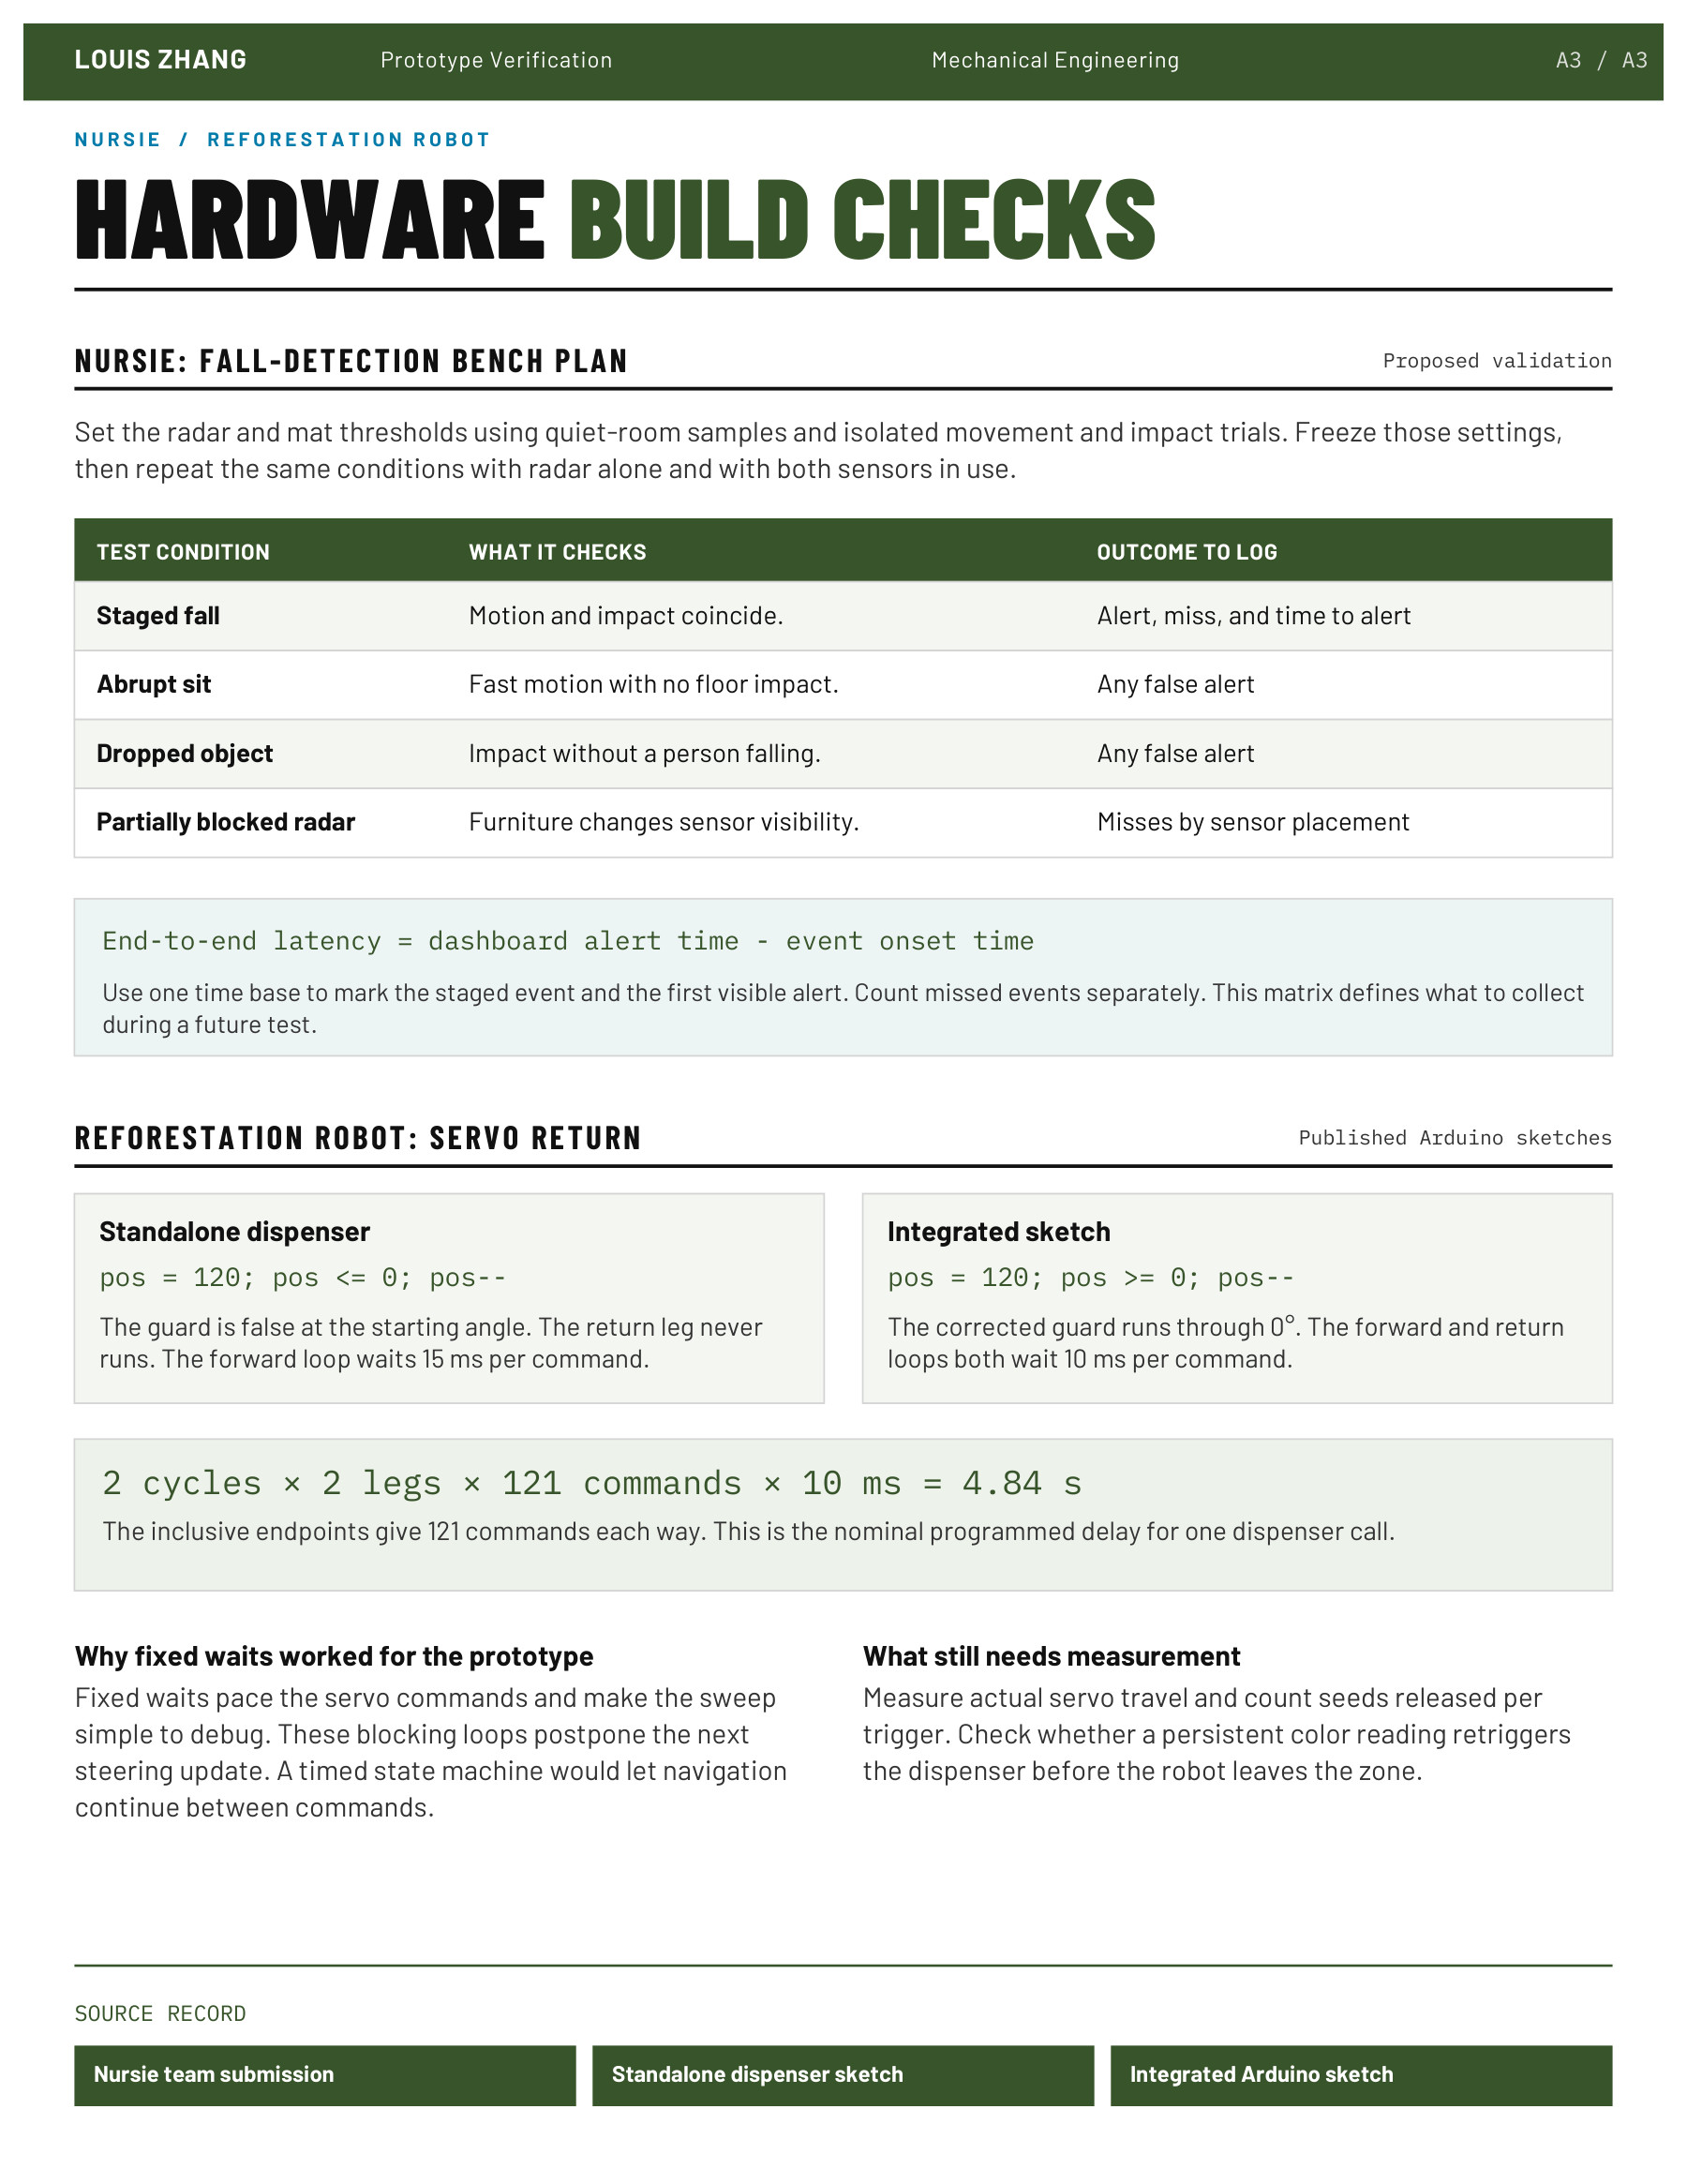 LOUIS ZHANG Prototype Verification Mechanical Engineering A3 / A3
NURSIE / REFORESTATION ROBOT
HARDWARE BUILD CHECKS
NURSIE: FALL-DETECTION BENCH PLAN Proposed validation
Set the radar and mat thresholds using quiet-room samples and isolated movement and impact trials. Freeze those settings,
then repeat the same conditions with radar alone and with both sensors in use.
TEST CONDITION WHAT IT CHECKS OUTCOME TO LOG
Staged fall Motion and impact coincide. Alert, miss, and time to alert
Abrupt sit Fast motion with no floor impact. Any false alert
Dropped object Impact without a person falling. Any false alert
Partially blocked radar Furniture changes sensor visibility. Misses by sensor placement
End-to-end latency = dashboard alert time - event onset time
Use one time base to mark the staged event and the first visible alert. Count missed events separately. This matrix defines what to collect
during a future test.
REFORESTATION ROBOT: SERVO RETURN Published Arduino sketches
Standalone dispenser
pos = 120; pos <= 0; pos--
The guard is false at the starting angle. The return leg never
runs. The forward loop waits 15 ms per command.
Integrated sketch
pos = 120; pos >= 0; pos--
The corrected guard runs through 0°. The forward and return
loops both wait 10 ms per command.
2 cycles × 2 legs × 121 commands × 10 ms = 4.84 s
The inclusive endpoints give 121 commands each way. This is the nominal programmed delay for one dispenser call.
Why fixed waits worked for the prototype
Fixed waits pace the servo commands and make the sweep
simple to debug. These blocking loops postpone the next
steering update. A timed state machine would let navigation
continue between commands.
What still needs measurement
Measure actual servo travel and count seeds released per
trigger. Check whether a persistent color reading retriggers
the dispenser before the robot leaves the zone.
SOURCE RECORD
Nursie team submission Standalone dispenser sketch Integrated Arduino sketch